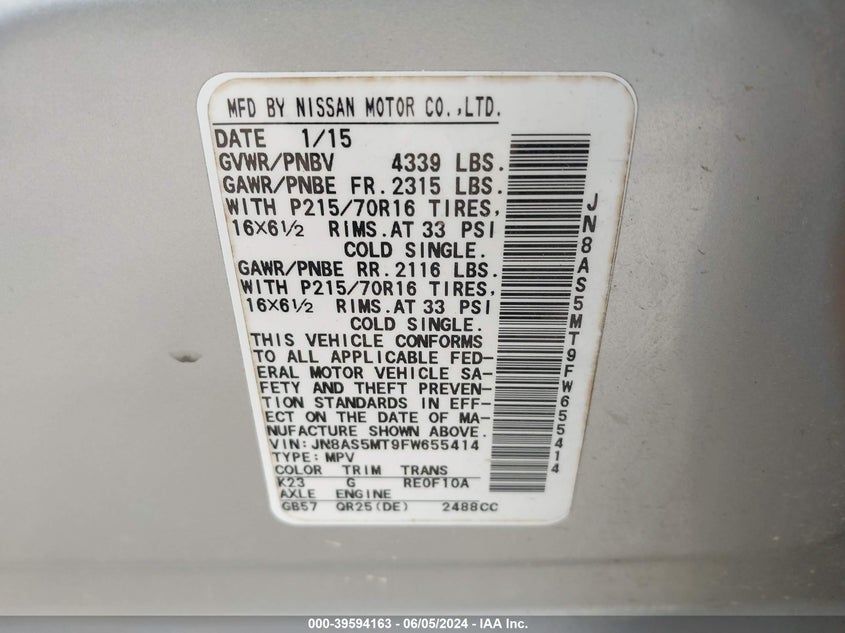 MFD BY NISSAN MOTOR CO.,LTD.
DATE 1/15
GVWR/PNBV 4339 LBS.
GAWR/PNBE FR.2315 LBS.
WITH P215/70R16 TIRES,
16X6½ RIMS.AT 33 PSI
COLD SINGLE.
GAWR/PNBE RR.2116 LBS.
WITH P215/70R16 TIRES,
16X6½ RIMS.AT 33 PSI
COLD SINGLE.
THIS VEHICLE CONFORMS
TO ALL APPLICABLE FED-
ERAL MOTOR VEHICLE SA-
FETY AND THEFT PREVEN-
TION STANDARDS IN EFF-
ECT ON THE DATE OF MA-
NUFACTURE SHOWN ABOVE.
VIN:JN8AS5MT9FW655414
TYPE:MPV
COLOR TRIM TRANS
K23 G RE0F10A
AXLE ENGINE
GB57 QR25(DE) 2488CC
JN8AS5MT9FW655414
000-39594163 - 06/05/2024 - IAA Inc.